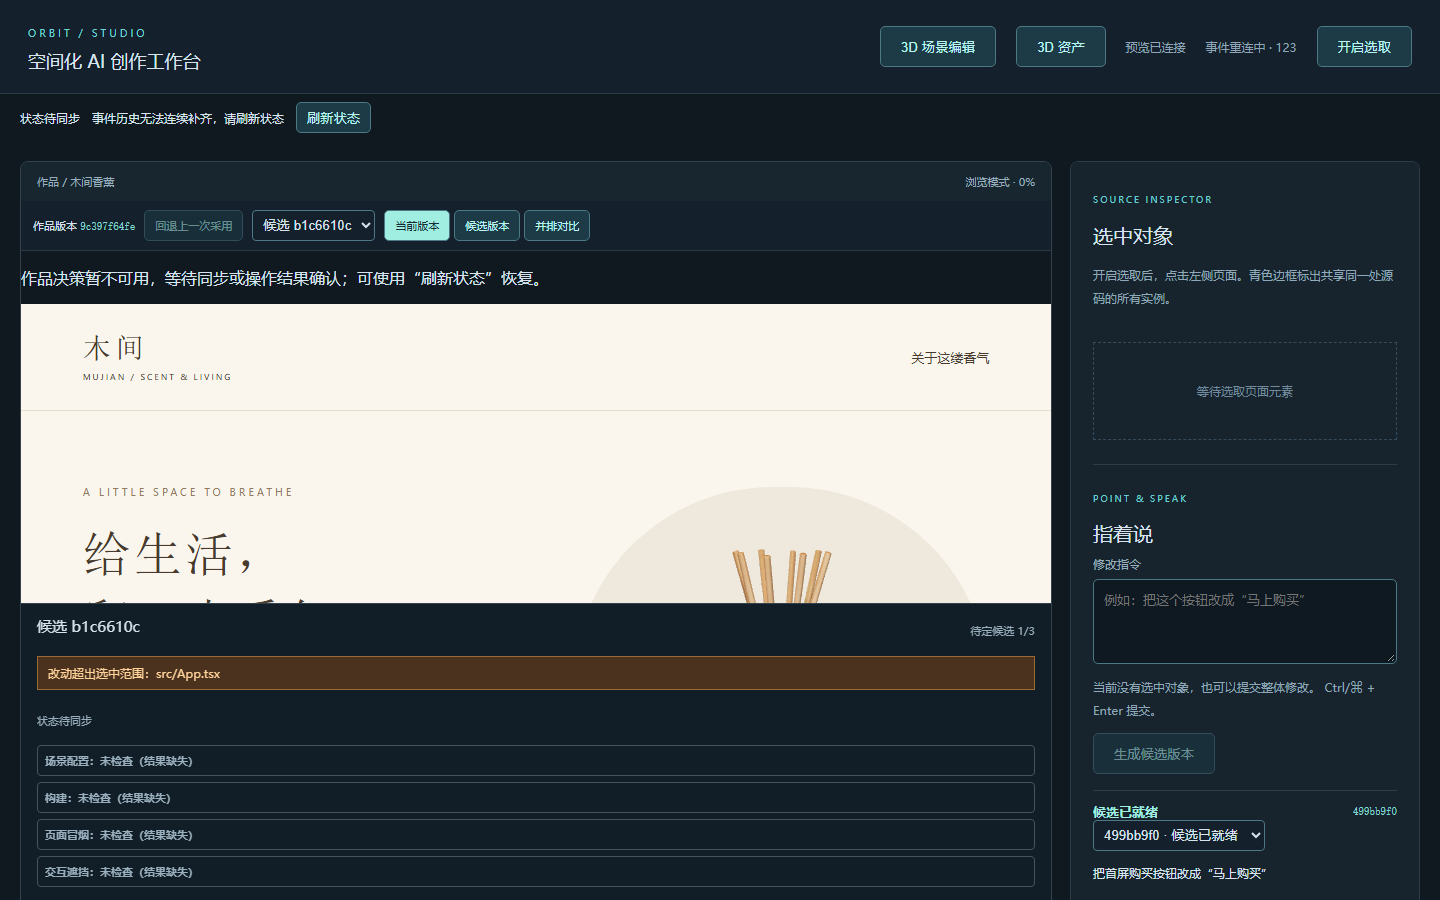 ORBIT / STUDIO
空间化 AI 创作工作台
3D 场景编辑
3D 资产
预览已连接
事件重连中 · 123
开启选取
状态待同步 事件历史无法连续补齐，请刷新状态
刷新状态
作品 / 木间香薰
浏览模式 · 0%
作品版本 9c397f64fe
回退上一次采用
候选 b1c6610c
当前版本
候选版本
并排对比
作品决策暂不可用，等待同步或操作结果确认；可使用“刷新状态”恢复。
木间
MUJIAN / SCENT & LIVING
关于这缕香气
A LITTLE SPACE TO BREATHE
给生活，
候选 b1c6610c
待定候选 1/3
改动超出选中范围：src/App.tsx
状态待同步
场景配置：未检查（结果缺失）
构建：未检查（结果缺失）
页面冒烟：未检查（结果缺失）
交互遮挡：未检查（结果缺失）
SOURCE INSPECTOR
选中对象
开启选取后，点击左侧页面。青色边框标出共享同一处源
码的所有实例。
等待选取页面元素
POINT & SPEAK
指着说
修改指令
例如：把这个按钮改成“马上购买”
当前没有选中对象，也可以提交整体修改。 Ctrl/⌘ +
Enter 提交。
生成候选版本
候选已就绪
499bb9f0
499bb9f0 · 候选已就绪
把首屏购买按钮改成“马上购买”